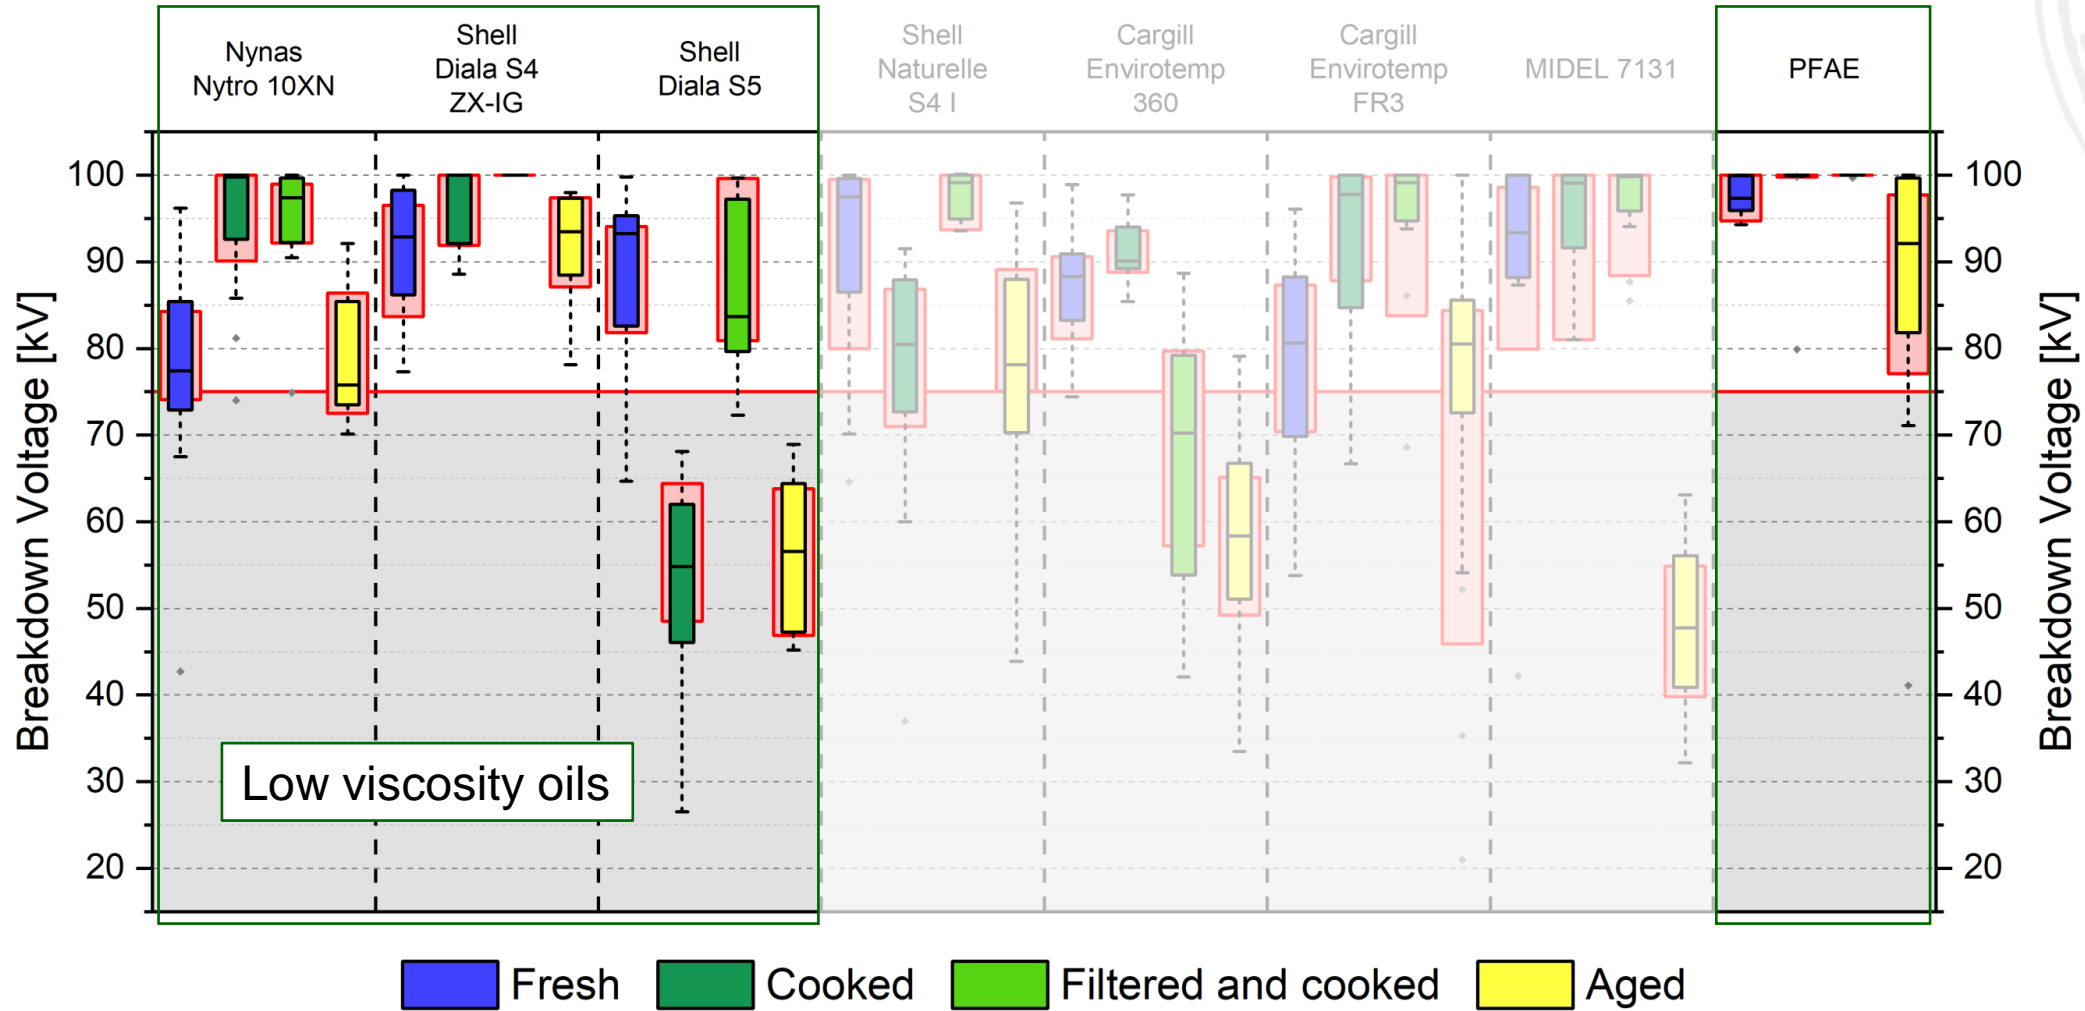 Nynas
Nytro 10XN
Shell
Diala S4
ZX-IG
Shell
Diala S5
Shell
Naturelle
S4 I
Cargill
Envirotemp
360
Cargill
Envirotemp
FR3
MIDEL 7131
PFAE
Breakdown Voltage [kV]
100
90
80
70
60
50
40
30
20
Low viscosity oils
100
90
80
70
60
50
40
30
20
Breakdown Voltage [kV]
Fresh
Cooked
Filtered and cooked
Aged